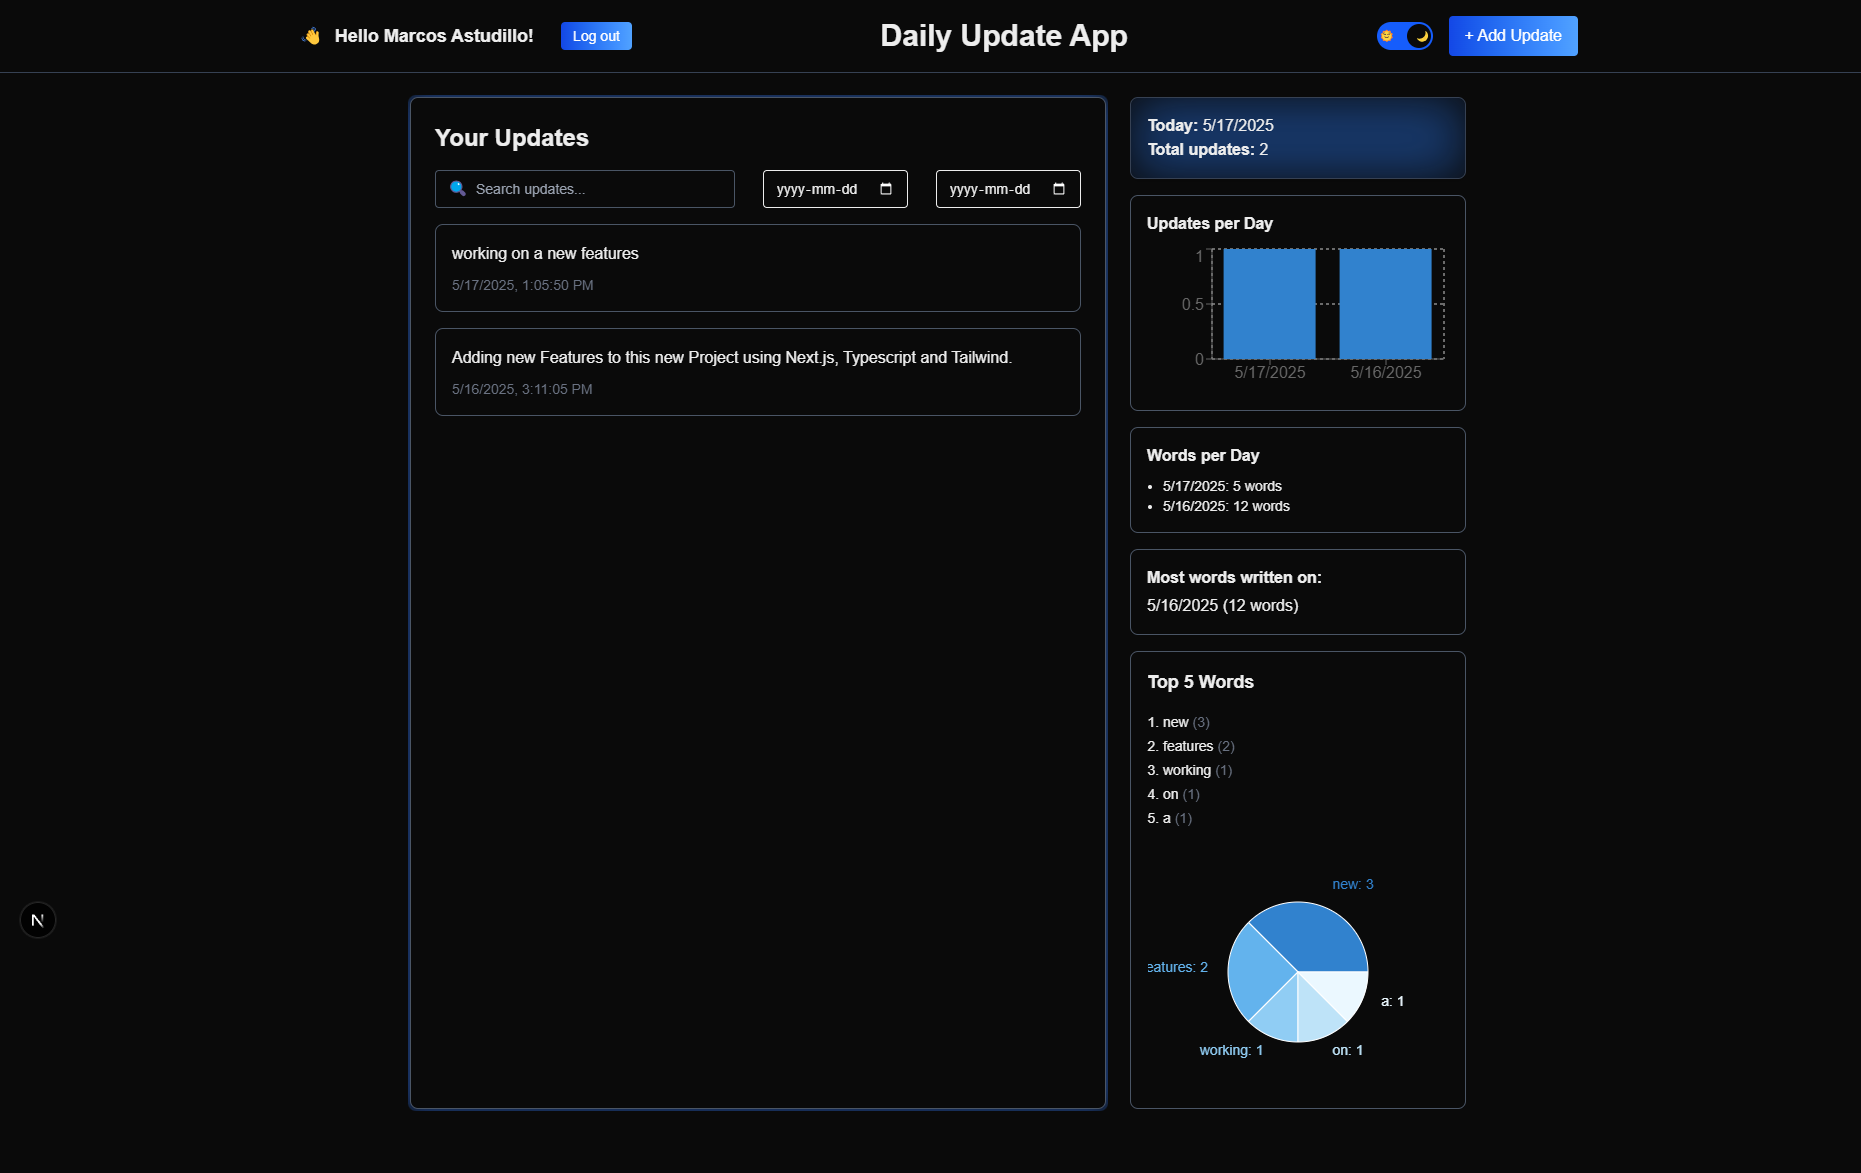 Hello Marcos Astudillo!
Log out
Daily Update App
+ Add Update
Your Updates
Search updates...
yyyy-mm-dd
yyyy-mm-dd
working on a new features
5/17/2025, 1:05:50 PM
Adding new Features to this new Project using Next.js, Typescript and Tailwind.
5/16/2025, 3:11:05 PM
Today: 5/17/2025
Total updates: 2
Updates per Day
1
0.5
0
5/17/2025
5/16/2025
Words per Day
• 5/17/2025: 5 words
• 5/16/2025: 12 words
Most words written on:
5/16/2025 (12 words)
Top 5 Words
1. new (3)
2. features (2)
3. working (1)
4. on (1)
5. a (1)
new: 3
eatures: 2
a: 1
working: 1
on: 1
N